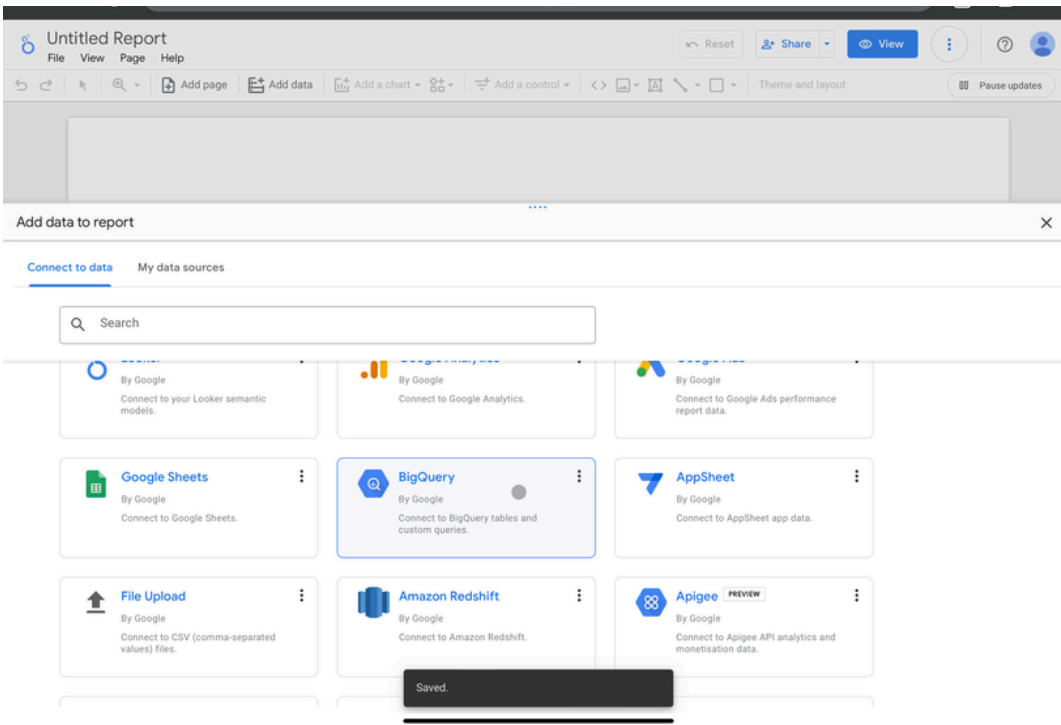 Untitled Report
File View Page Help
Reset
Share
View
Add page
Add data
Add a chart
Add a control
Theme and layout
Pause updates
Add data to report
Connect to data
My data sources
Search
Looker
Google Analytics
Google Ads
By Google
By Google
By Google
Connect to your Looker semantic
models.
Connect to Google Analytics.
Connect to Google Ads performance
report data.
Google Sheets
By Google
Connect to Google Sheets.
BigQuery
By Google
Connect to BigQuery tables and
custom queries.
AppSheet
By Google
Connect to AppSheet app data.
File Upload
By Google
Connect to CSV (comma-separated
values) files.
Amazon Redshift
By Google
Connect to Amazon Redshift.
Apigee PREVIEW
By Google
Connect to Apigee API analytics and
monetisation data.
Saved.